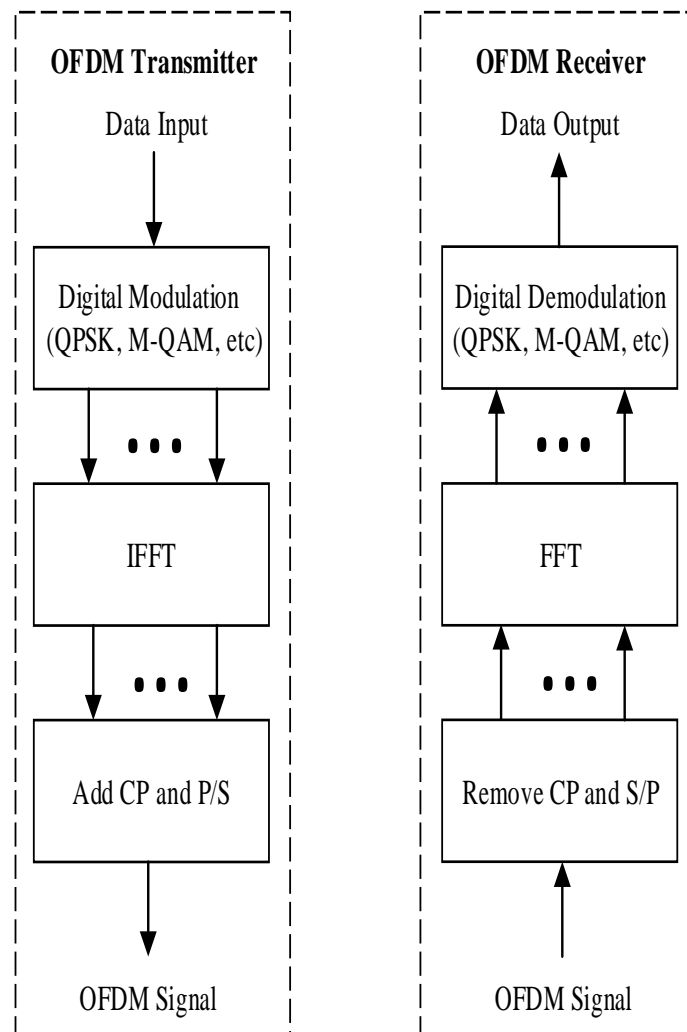 OFDM Transmitter
Data Input
Digital Modulation
(QPSK, M-QAM, etc)
IFFT
Add CP and P/S
OFDM Signal
OFDM Receiver
Data Output
Digital Demodulation
(QPSK, M-QAM, etc)
FFT
Remove CP and S/P
OFDM Signal